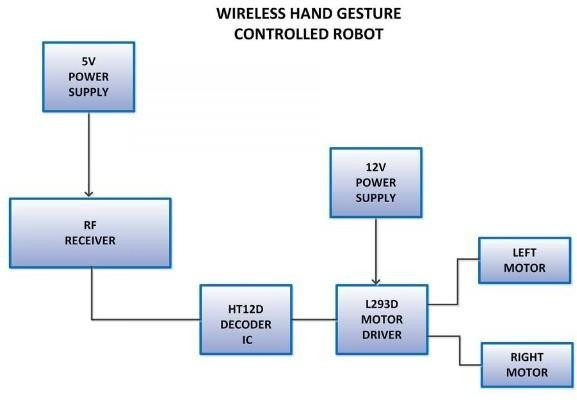 WIRELESS HAND GESTURE
CONTROLLED ROBOT
5V
POWER
SUPPLY
12V
POWER
SUPPLY
RF
RECEIVER
LEFT
MOTOR
HT12D
DECODER
IC
L293D
MOTOR
DRIVER
RIGHT
MOTOR